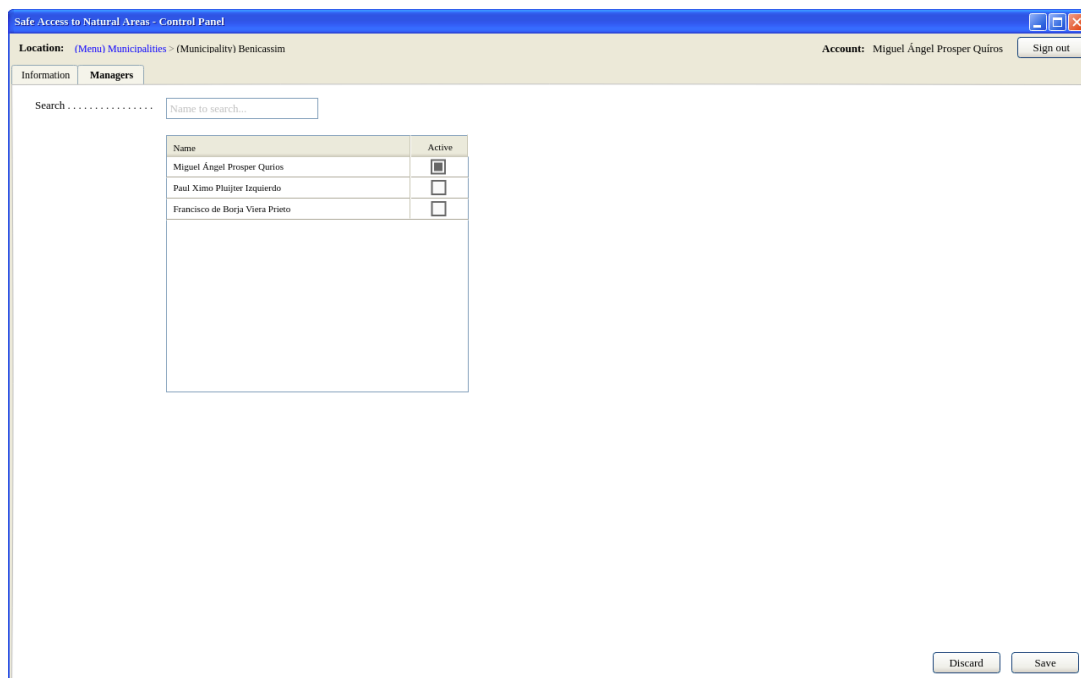 Safe Access to Natural Areas - Control Panel
Location: (Menu) Municipalities > (Municipality) Benicassim Account: Miguel Ángel Prosper Quíros Sign out
Information Managers
Search . . . . . . . . . . . . . . . . Name to search...
Name Active
Miguel Ángel Prosper Qurios
Paul Ximo Pluijter Izquierdo
Francisco de Borja Viera Prieto
Discard Save